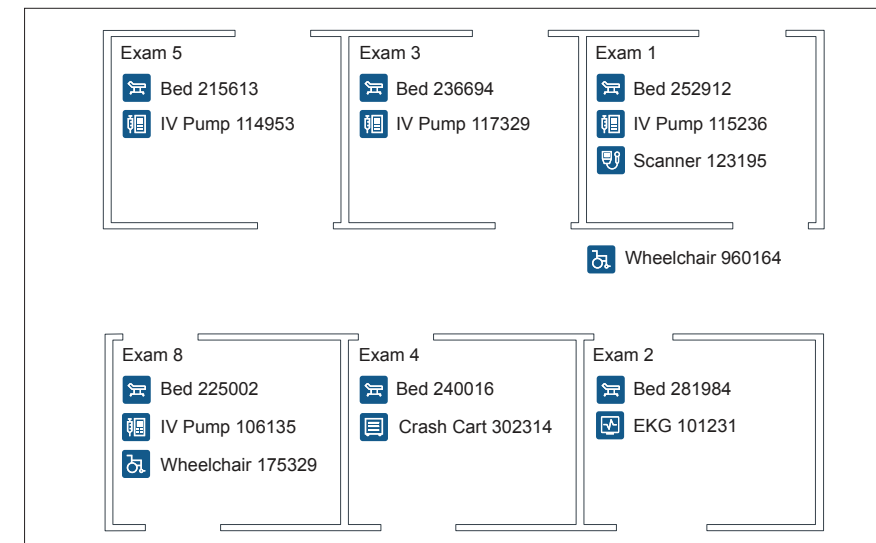 Exam 5
Bed 215613
IV Pump 114953
Exam 3
Bed 236694
IV Pump 117329
Exam 1
Bed 252912
IV Pump 115236
Scanner 123195
Wheelchair 960164
Exam 8
Bed 225002
IV Pump 106135
Wheelchair 175329
Exam 4
Bed 240016
Crash Cart 302314
Exam 2
Bed 281984
EKG 101231